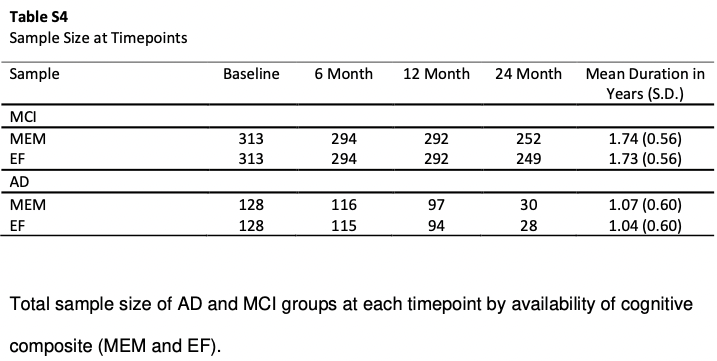 Table S4
Sample Size at Timepoints
Sample Baseline 6 Month 12 Month 24 Month Mean Duration in
Years (S.D.)
MCI
MEM 313 294 292 252 1.74 (0.56)
EF 313 294 292 249 1.73 (0.56)
AD
MEM 128 116 97 30 1.07 (0.60)
EF 128 115 94 28 1.04 (0.60)
Total sample size of AD and MCI groups at each timepoint by availability of cognitive
composite (MEM and EF).